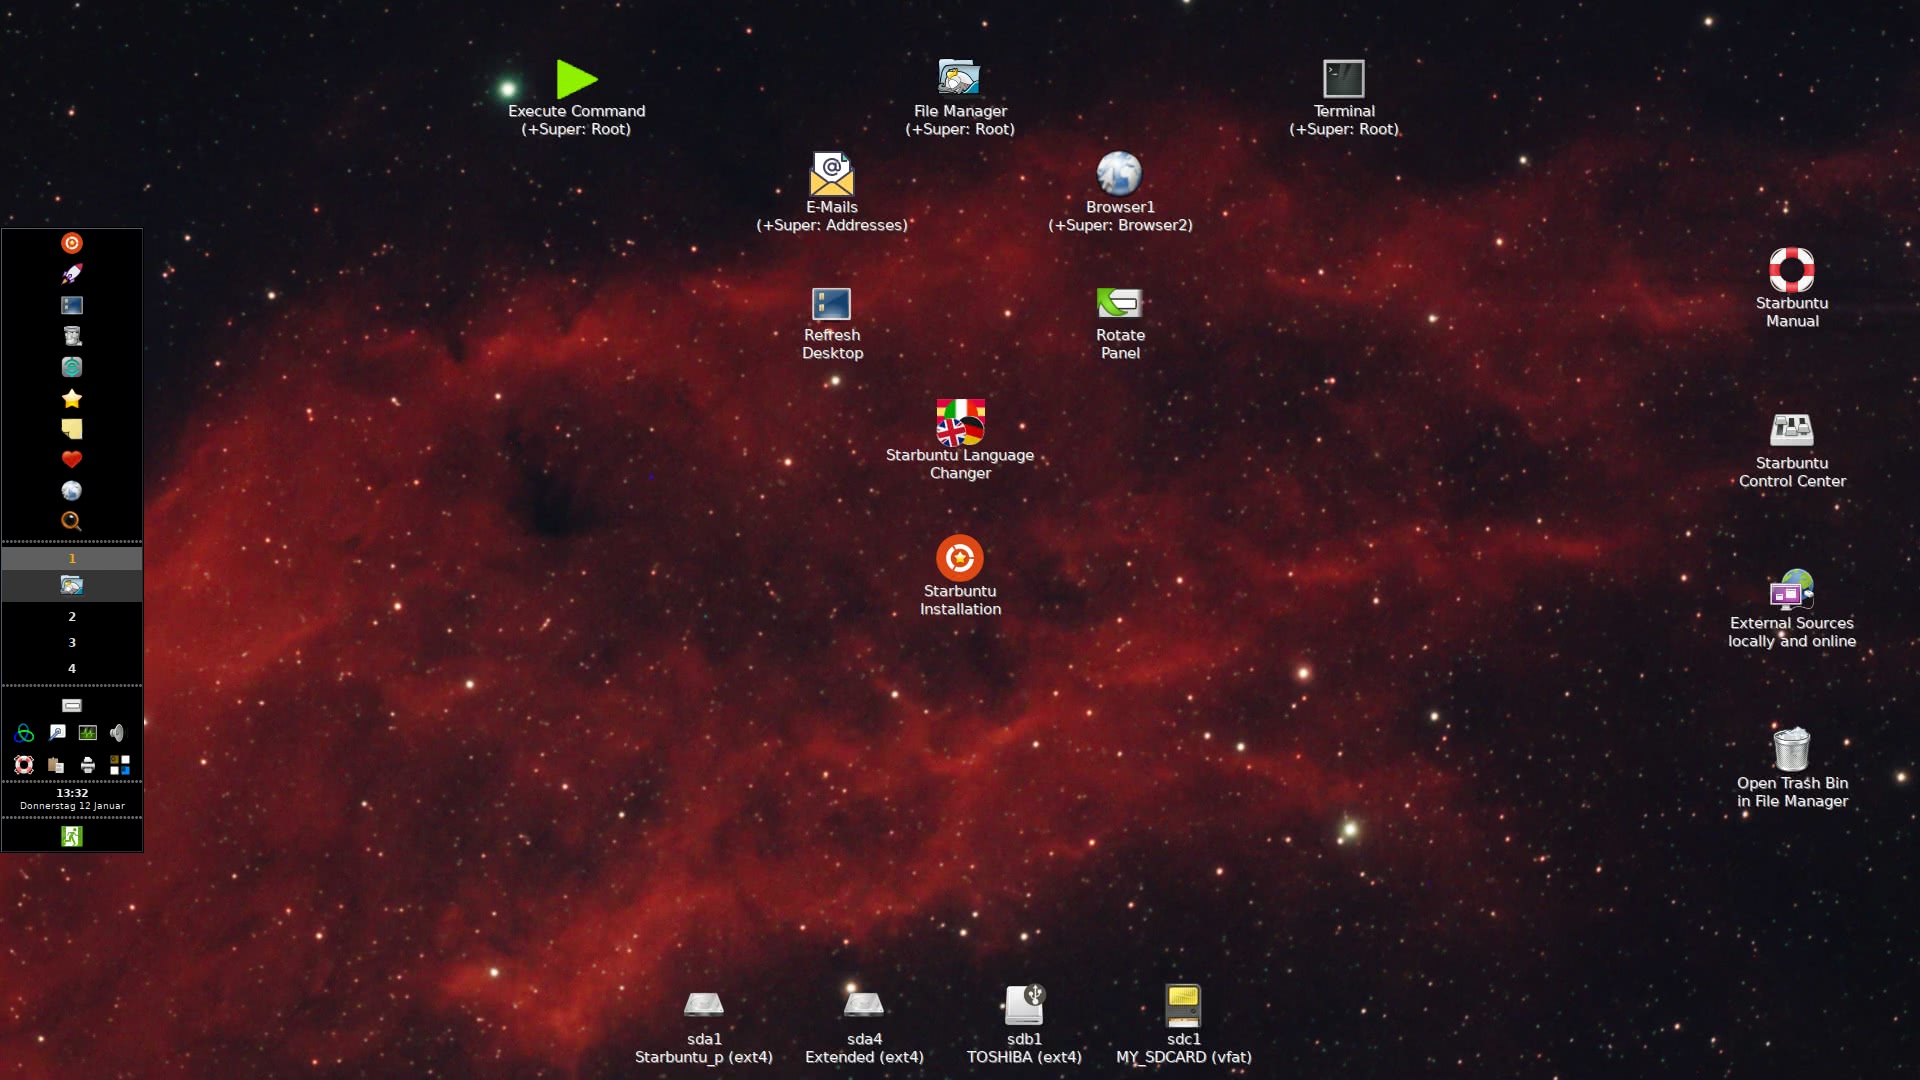 Execute Command
(+Super: Root)
File Manager
(+Super: Root)
Terminal
(+Super: Root)
E-Mails
(+Super: Addresses)
Browser1
(+Super: Browser2)
Refresh
Desktop
Rotate
Panel
Starbuntu Language
Changer
Starbuntu
Installation
Starbuntu
Manual
Starbuntu
Control Center
External Sources
locally and online
Open Trash Bin
in File Manager
1
2
3
4
13:32
Donnerstag 12 Januar
sda1
Starbuntu_p (ext4)
sda4
Extended (ext4)
sdb1
TOSHIBA (ext4)
sdc1
MY_SDCARD (vfat)